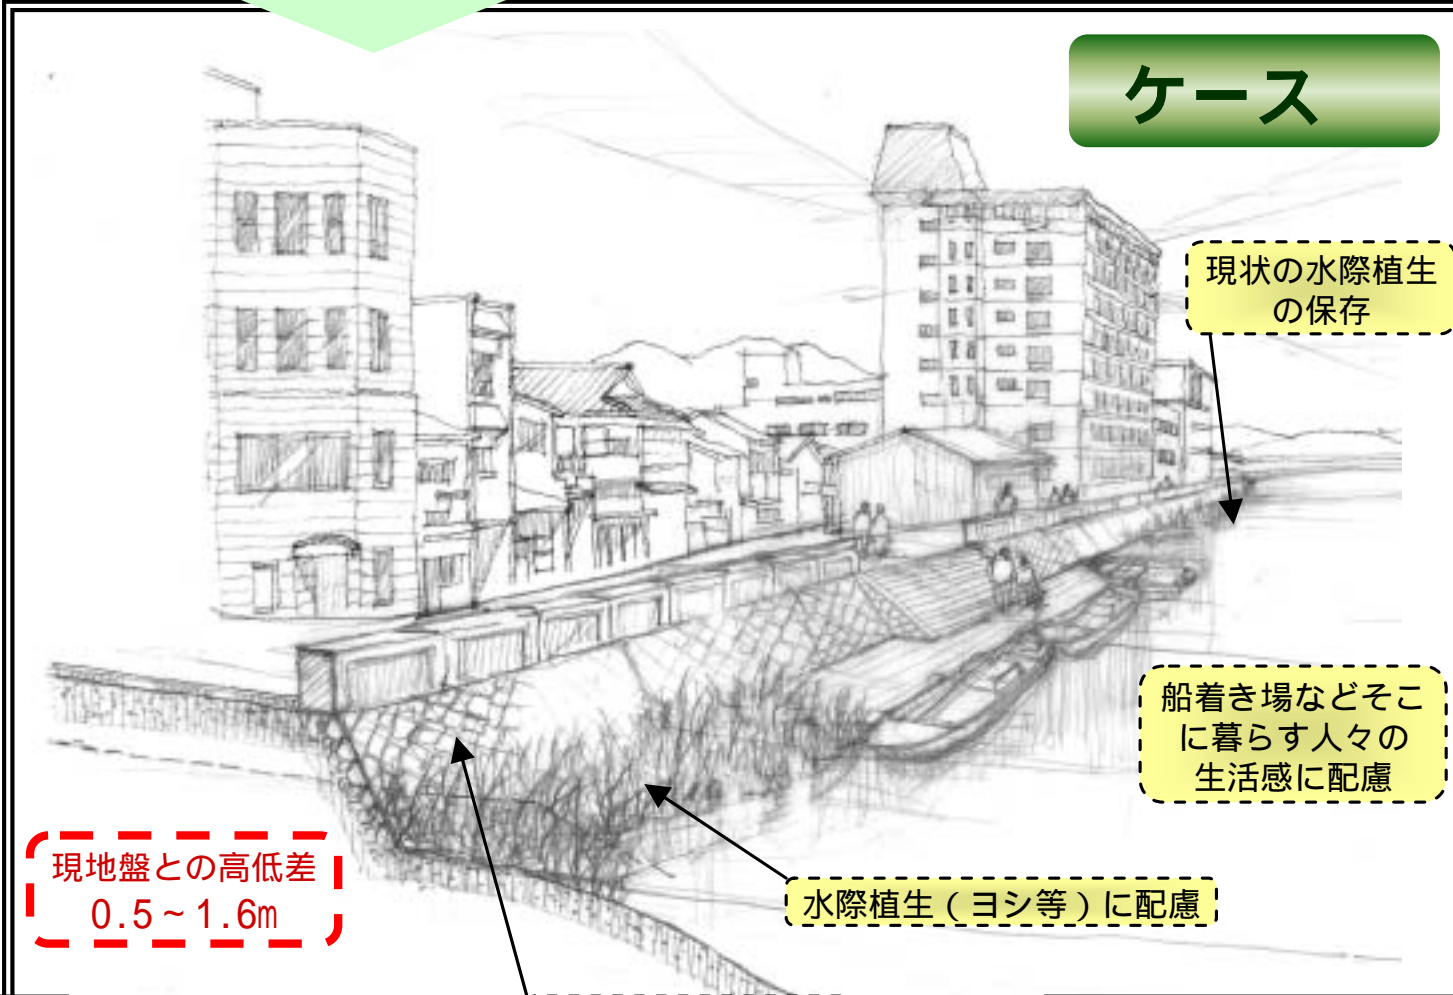 ケース
現状の水際植生
の保存
船着き場などそこ
に暮らす人々の
生活感に配慮
現地盤との高低差
0.5~1.6m
水際植生(ヨシ等)に配慮